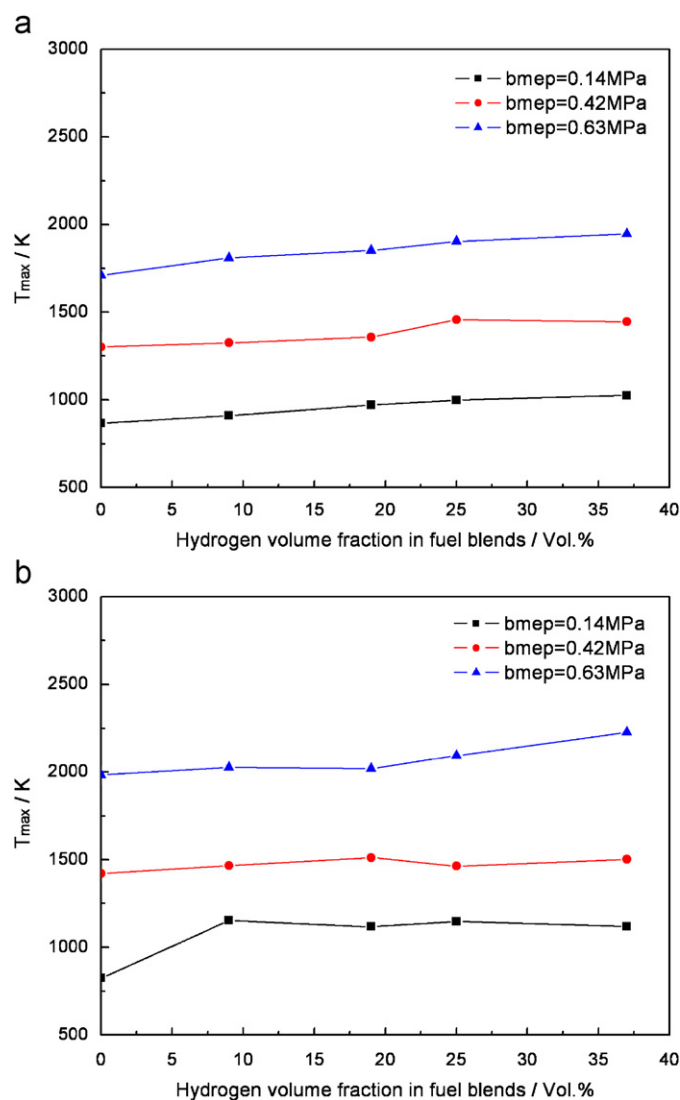 a
3000
2500
2000
1500
1000
500
T_max / K
bmep=0.14MPa
bmep=0.42MPa
bmep=0.63MPa
0 5 10 15 20 25 30 35 40
Hydrogen volume fraction in fuel blends / Vol.%
b
3000
2500
2000
1500
1000
500
T_max / K
bmep=0.14MPa
bmep=0.42MPa
bmep=0.63MPa
0 5 10 15 20 25 30 35 40
Hydrogen volume fraction in fuel blends / Vol.%